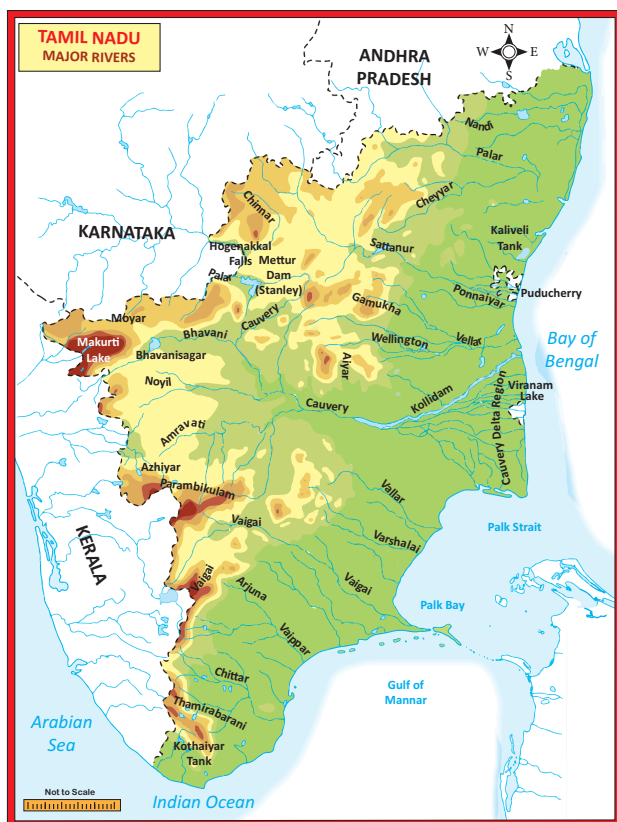 TAMIL NADU
MAJOR RIVERS
N
W
E
S
ANDHRA
PRADESH
Nandi
Palar
Cheyyar
Chinnar
KARNATAKA
Kaliveli
Tank
Sattanur
Hogenakkal
Falls
Mettur
Dam
(Stanley)
Palar
Gamukha
Ponnaiyar
Puducherry
Moyar
Cauvery
Bhavani
Makurti
Lake
Bhavanisagar
Wellington
Vellar
Bay of
Bengal
Aiyar
Noyil
Viranam
Lake
Kollidam
Cauvery
Cauvery Delta Region
Amravati
Azhiyar
Parambikulam
Vallar
Vaigai
Varshalai
Palk Strait
KERALA
Vaigai
Arjuna
Vaigai
Palk Bay
Vaippar
Chittar
Gulf of
Mannar
Thamirabarani
Arabian
Sea
Kothaiyar
Tank
Not to Scale
Indian Ocean